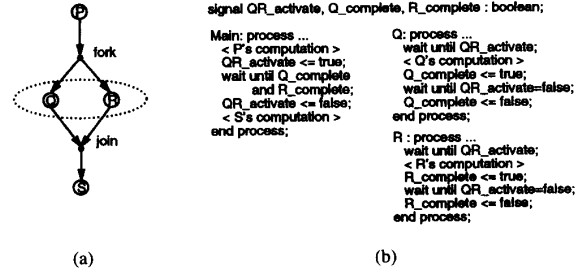 P
fork
Q
R
join
S
(a)
signal QR_activate, Q_complete, R_complete : boolean;
Main: process ...
< P's computation >
QR_activate <= true;
wait until Q_complete
and R_complete;
QR_activate <= false;
< S's computation >
end process;
Q: process ...
wait until QR_activate;
< Q's computation >
Q_complete <= true;
wait until QR_activate=false;
Q_complete <= false;
end process;
R : process ...
wait until QR_activate;
< R's computation >
R_complete <= true;
wait until QR_activate=false;
R_complete <= false;
end process;
(b)